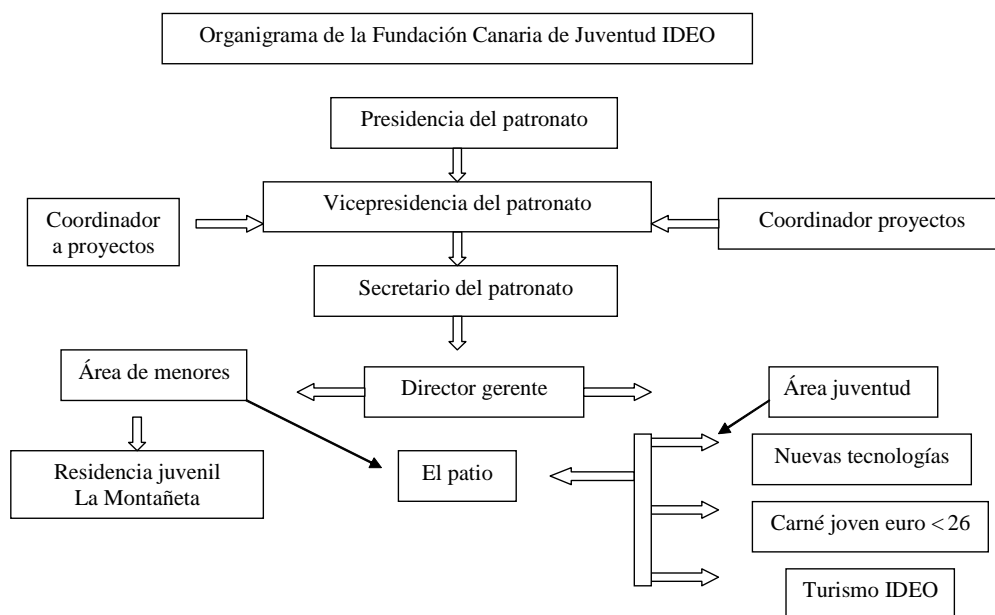 Organigrama de la Fundación Canaria de Juventud IDEO
Presidencia del patronato
Vicepresidencia del patronato
Coordinador
a proyectos
Coordinador proyectos
Secretario del patronato
Área de menores
Director gerente
Área juventud
Residencia juvenil
La Montañeta
El patio
Nuevas tecnologías
Carné joven euro < 26
Turismo IDEO